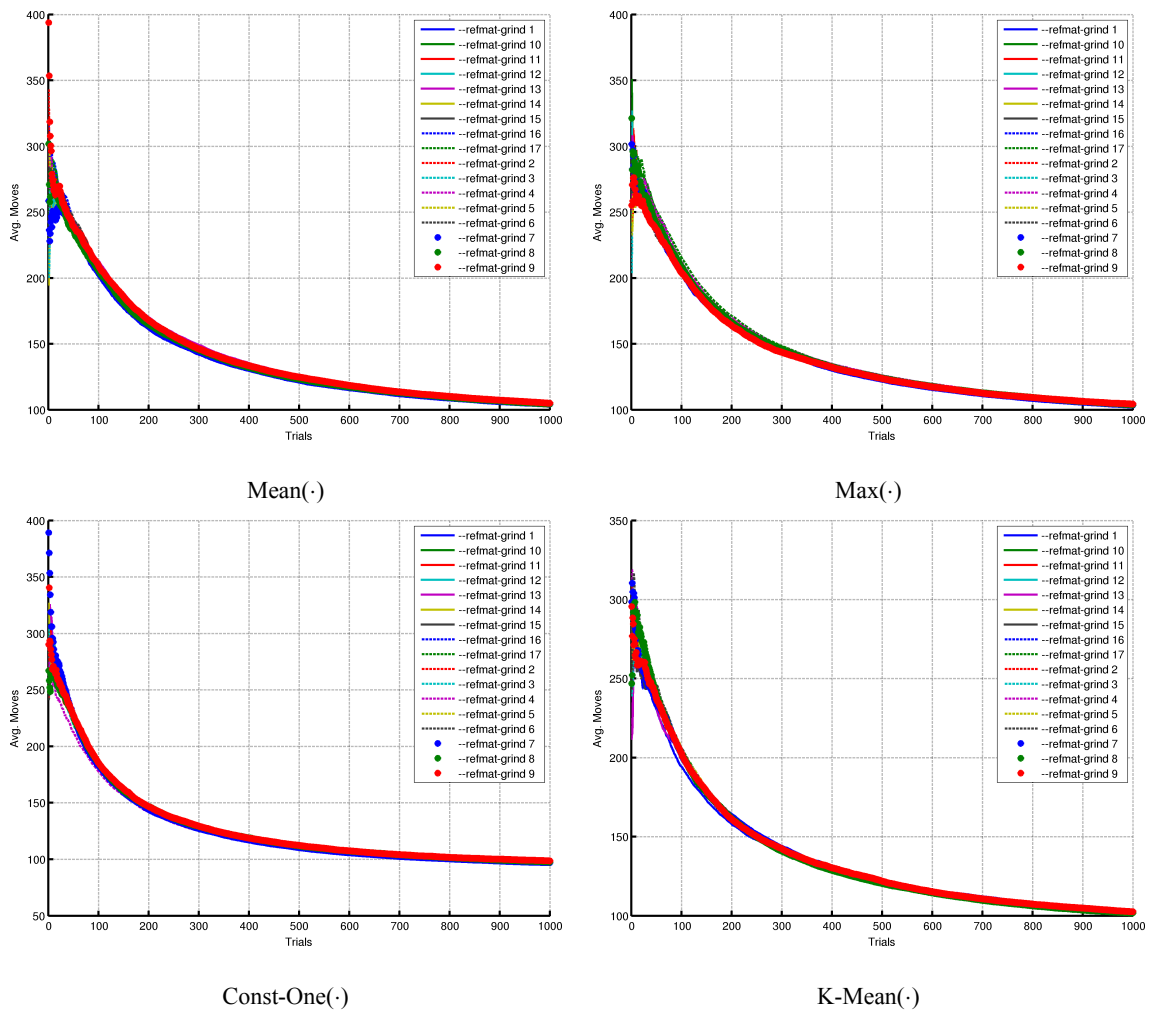 400
350
300
250
200
150
100
0 100 200 300 400 500 600 700 800 900 1000
Avg. Moves
Trials
--refmat-grind 1
--refmat-grind 10
--refmat-grind 11
--refmat-grind 12
--refmat-grind 13
--refmat-grind 14
--refmat-grind 15
--refmat-grind 16
--refmat-grind 17
--refmat-grind 2
--refmat-grind 3
--refmat-grind 4
--refmat-grind 5
--refmat-grind 6
--refmat-grind 7
--refmat-grind 8
--refmat-grind 9
Mean(·)
400
350
300
250
200
150
100
0 100 200 300 400 500 600 700 800 900 1000
Avg. Moves
Trials
--refmat-grind 1
--refmat-grind 10
--refmat-grind 11
--refmat-grind 12
--refmat-grind 13
--refmat-grind 14
--refmat-grind 15
--refmat-grind 16
--refmat-grind 17
--refmat-grind 2
--refmat-grind 3
--refmat-grind 4
--refmat-grind 5
--refmat-grind 6
--refmat-grind 7
--refmat-grind 8
--refmat-grind 9
Max(·)
400
350
300
250
200
150
100
50
0 100 200 300 400 500 600 700 800 900 1000
Avg. Moves
Trials
--refmat-grind 1
--refmat-grind 10
--refmat-grind 11
--refmat-grind 12
--refmat-grind 13
--refmat-grind 14
--refmat-grind 15
--refmat-grind 16
--refmat-grind 17
--refmat-grind 2
--refmat-grind 3
--refmat-grind 4
--refmat-grind 5
--refmat-grind 6
--refmat-grind 7
--refmat-grind 8
--refmat-grind 9
Const-One(·)
350
300
250
200
150
100
0 100 200 300 400 500 600 700 800 900 1000
Avg. Moves
Trials
--refmat-grind 1
--refmat-grind 10
--refmat-grind 11
--refmat-grind 12
--refmat-grind 13
--refmat-grind 14
--refmat-grind 15
--refmat-grind 16
--refmat-grind 17
--refmat-grind 2
--refmat-grind 3
--refmat-grind 4
--refmat-grind 5
--refmat-grind 6
--refmat-grind 7
--refmat-grind 8
--refmat-grind 9
K-Mean(·)